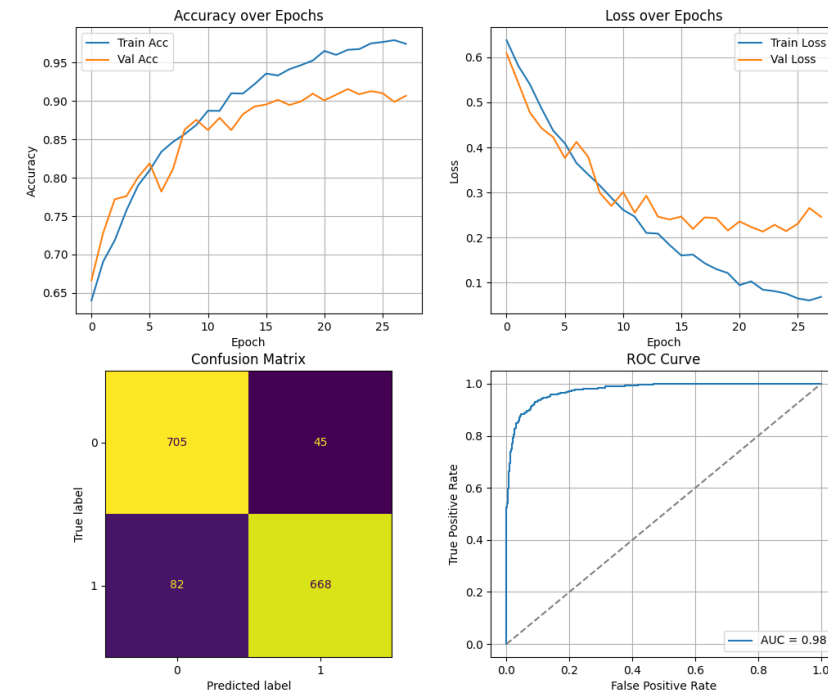 Accuracy over Epochs
Train Acc
Val Acc
0.95
0.90
0.85
0.80
0.75
0.70
0.65
Accuracy
0
5
10
15
20
25
Epoch
Loss over Epochs
Train Loss
Val Loss
0.6
0.5
0.4
0.3
0.2
0.1
Loss
0
5
10
15
20
25
Epoch
Confusion Matrix
705
45
82
668
0
1
True label
0
1
Predicted label
ROC Curve
1.0
0.8
0.6
0.4
0.2
0.0
True Positive Rate
AUC = 0.98
0.0
0.2
0.4
0.6
0.8
1.0
False Positive Rate